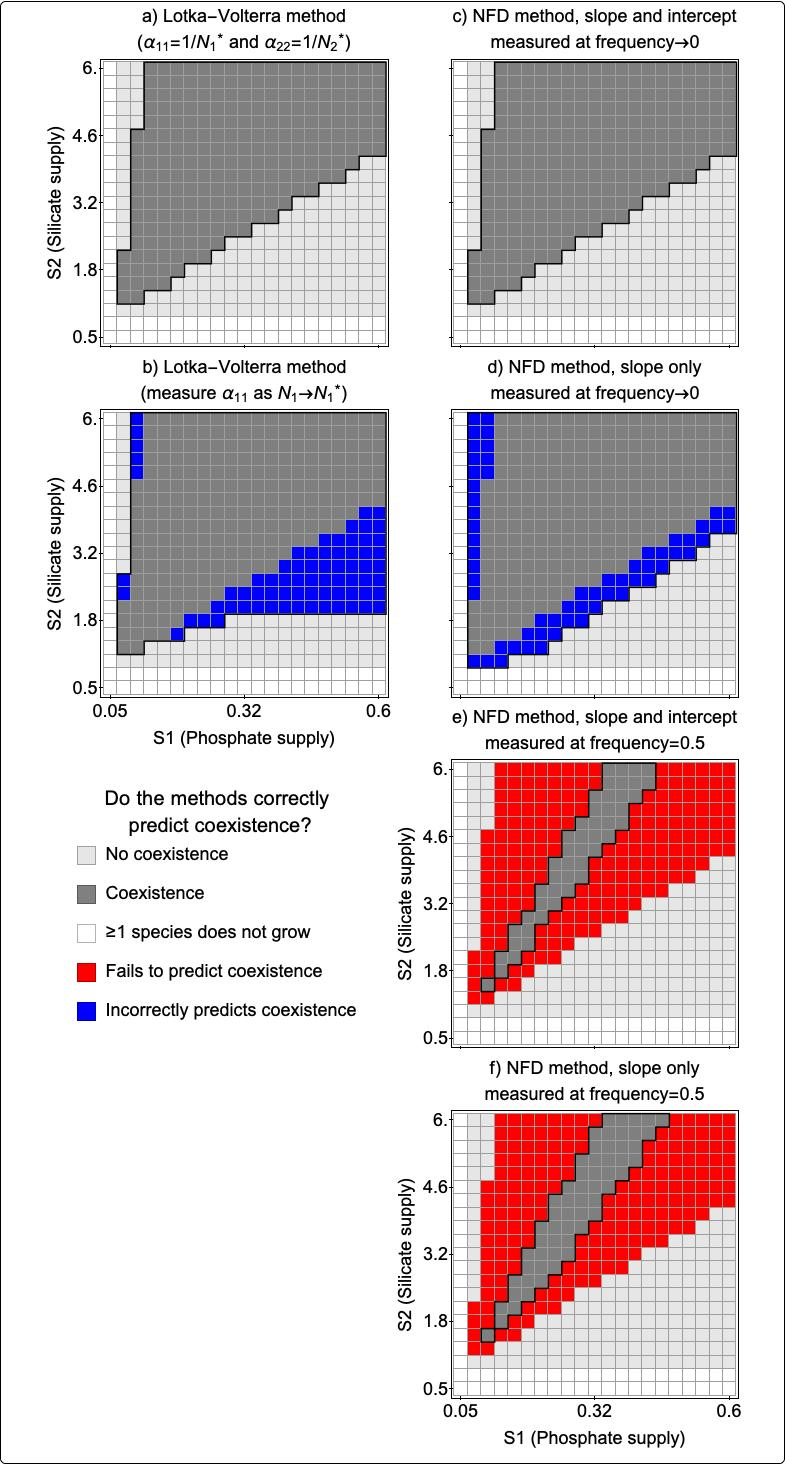 a) Lotka–Volterra method
(α11=1/N1* and α22=1/N2*)
c) NFD method, slope and intercept
measured at frequency→0
S2 (Silicate supply)
6.
4.6
3.2
1.8
0.5
b) Lotka–Volterra method
(measure α11 as N1→N1*)
d) NFD method, slope only
measured at frequency→0
S2 (Silicate supply)
6.
4.6
3.2
1.8
0.5
0.05 0.32 0.6
S1 (Phosphate supply)
e) NFD method, slope and intercept
measured at frequency=0.5
S2 (Silicate supply)
6.
4.6
3.2
1.8
0.5
Do the methods correctly
predict coexistence?
No coexistence
Coexistence
≥1 species does not grow
Fails to predict coexistence
Incorrectly predicts coexistence
f) NFD method, slope only
measured at frequency=0.5
S2 (Silicate supply)
6.
4.6
3.2
1.8
0.5
0.05 0.32 0.6
S1 (Phosphate supply)